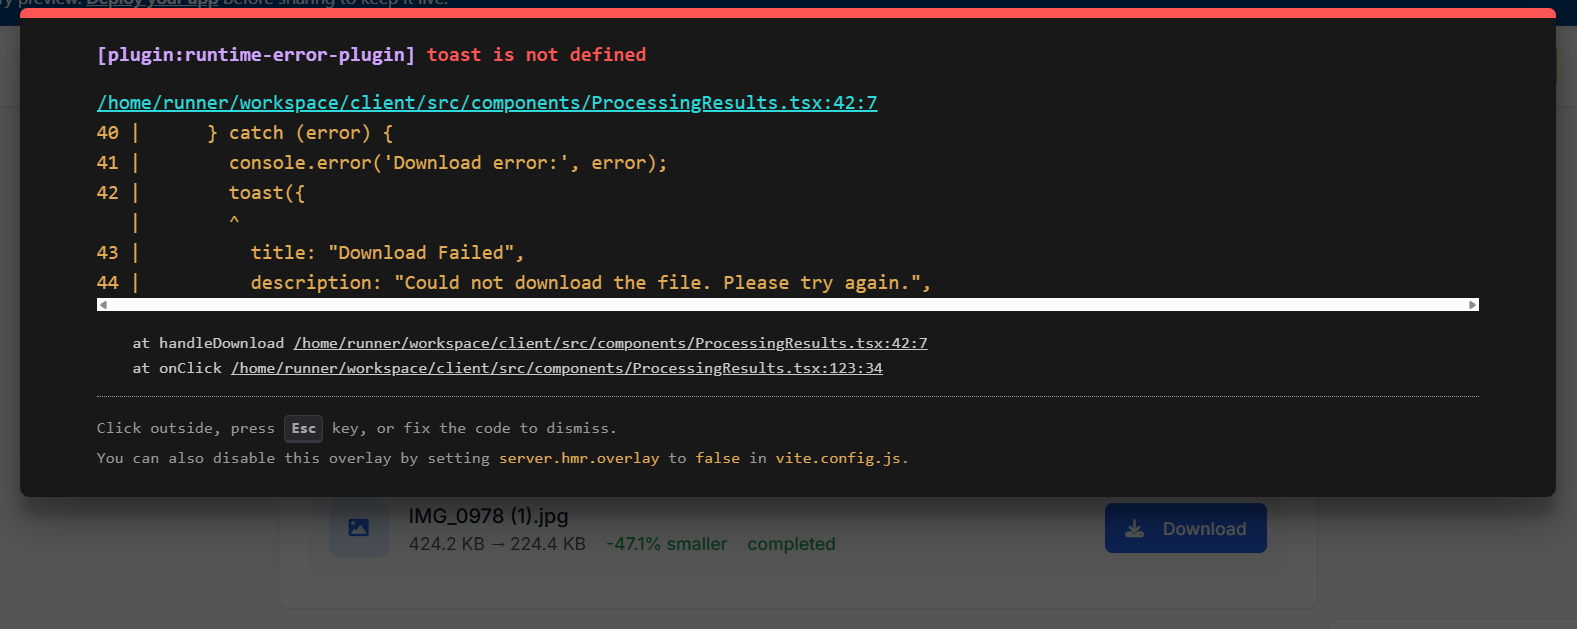 ry preview. Deploy your app before sharing to keep it live.
[plugin:runtime-error-plugin] toast is not defined
/home/runner/workspace/client/src/components/ProcessingResults.tsx:42:7
40 |      } catch (error) {
41 |        console.error('Download error:', error);
42 |        toast({
   |        ^
43 |          title: "Download Failed",
44 |          description: "Could not download the file. Please try again.",
at handleDownload /home/runner/workspace/client/src/components/ProcessingResults.tsx:42:7
at onClick /home/runner/workspace/client/src/components/ProcessingResults.tsx:123:34
Click outside, press Esc key, or fix the code to dismiss.
You can also disable this overlay by setting server.hmr.overlay to false in vite.config.js.
IMG_0978 (1).jpg
424.2 KB → 224.4 KB -47.1% smaller completed
Download